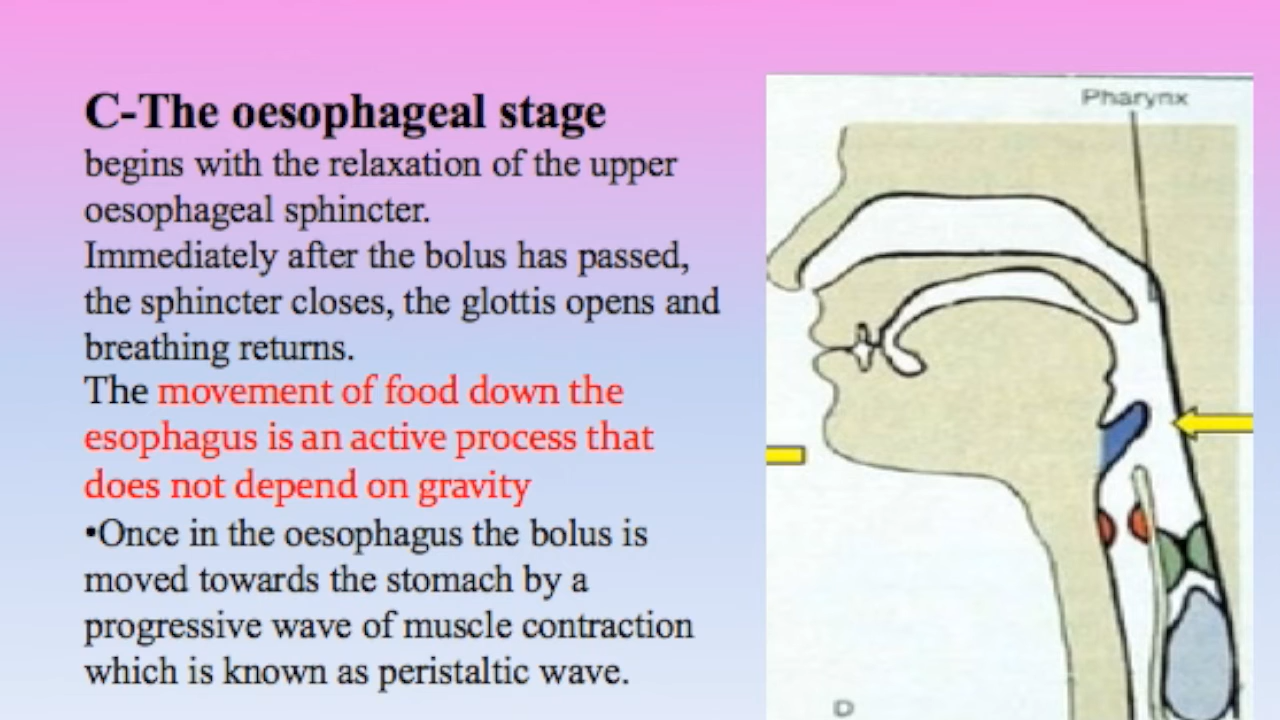 C-The oesophageal stage
begins with the relaxation of the upper
oesophageal sphincter.
Immediately after the bolus has passed,
the sphincter closes, the glottis opens and
breathing returns.
The movement of food down the
esophagus is an active process that
does not depend on gravity
•Once in the oesophagus the bolus is
moved towards the stomach by a
progressive wave of muscle contraction
which is known as peristaltic wave.
Pharynx
D